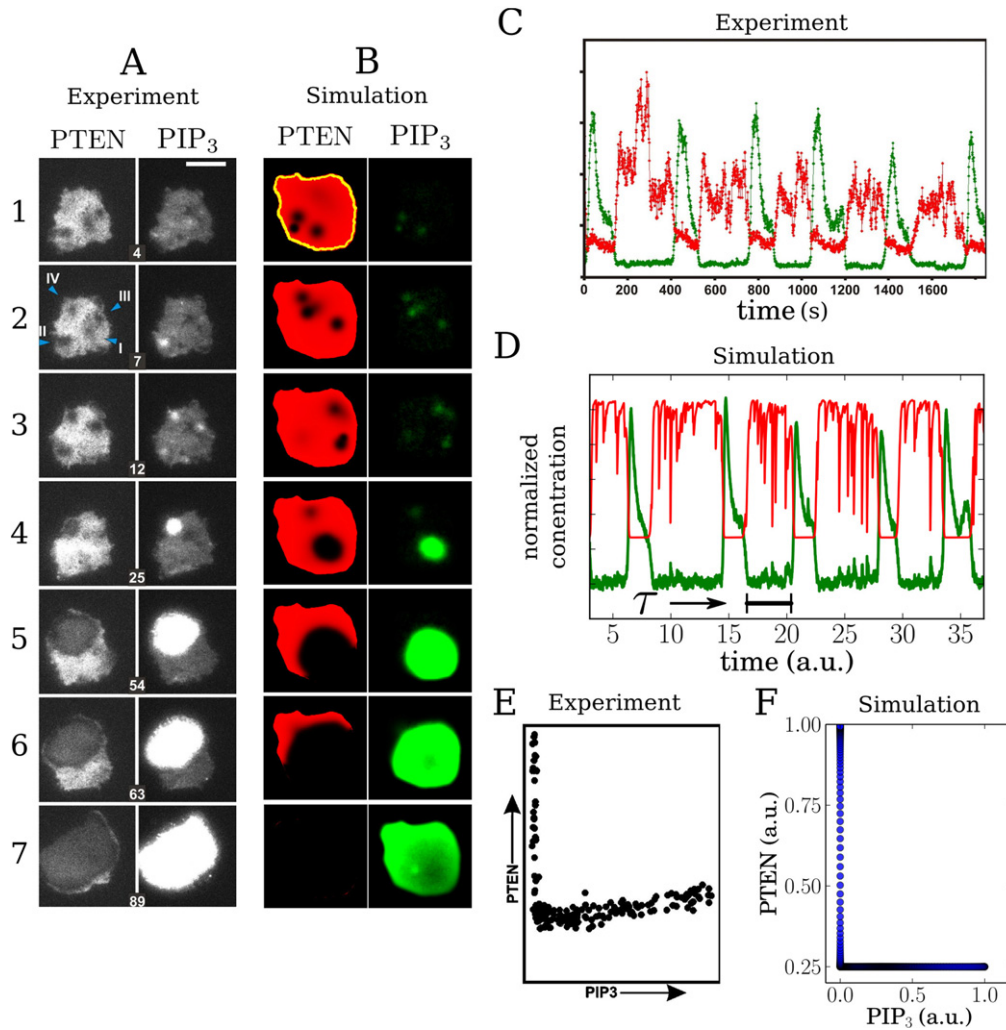 A
Experiment
PTEN PIP3
B
Simulation
PTEN PIP3
1
4
2
IV
III
II
I
7
3
12
4
25
5
54
6
63
7
89
C
Experiment
0 200 400 600 800 1000 1200 1400 1600
time (s)
D
Simulation
normalized
conentration
τ
5 10 15 20 25 30 35
time (a.u.)
E
Experiment
PTEN
PIP3
F
Simulation
PTEN (a.u.)
1.00
0.75
0.50
0.25
0.0 0.5 1.0
PIP3 (a.u.)